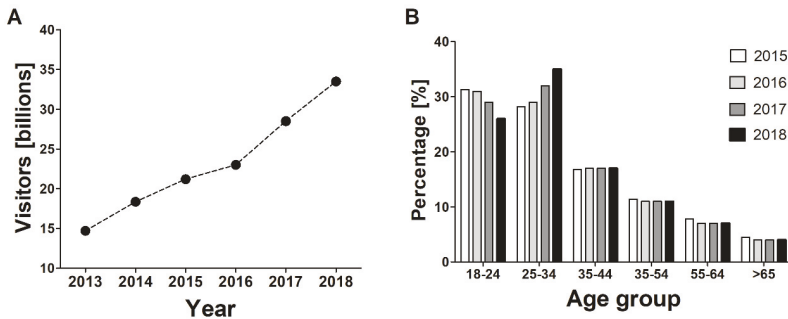 A
Visitors [billions]
40
35
30
25
20
15
10
2013 2014 2015 2016 2017 2018
Year
B
Percentage [%]
40
30
20
10
0
2015
2016
2017
2018
18-24 25-34 35-44 35-54 55-64 >65
Age group